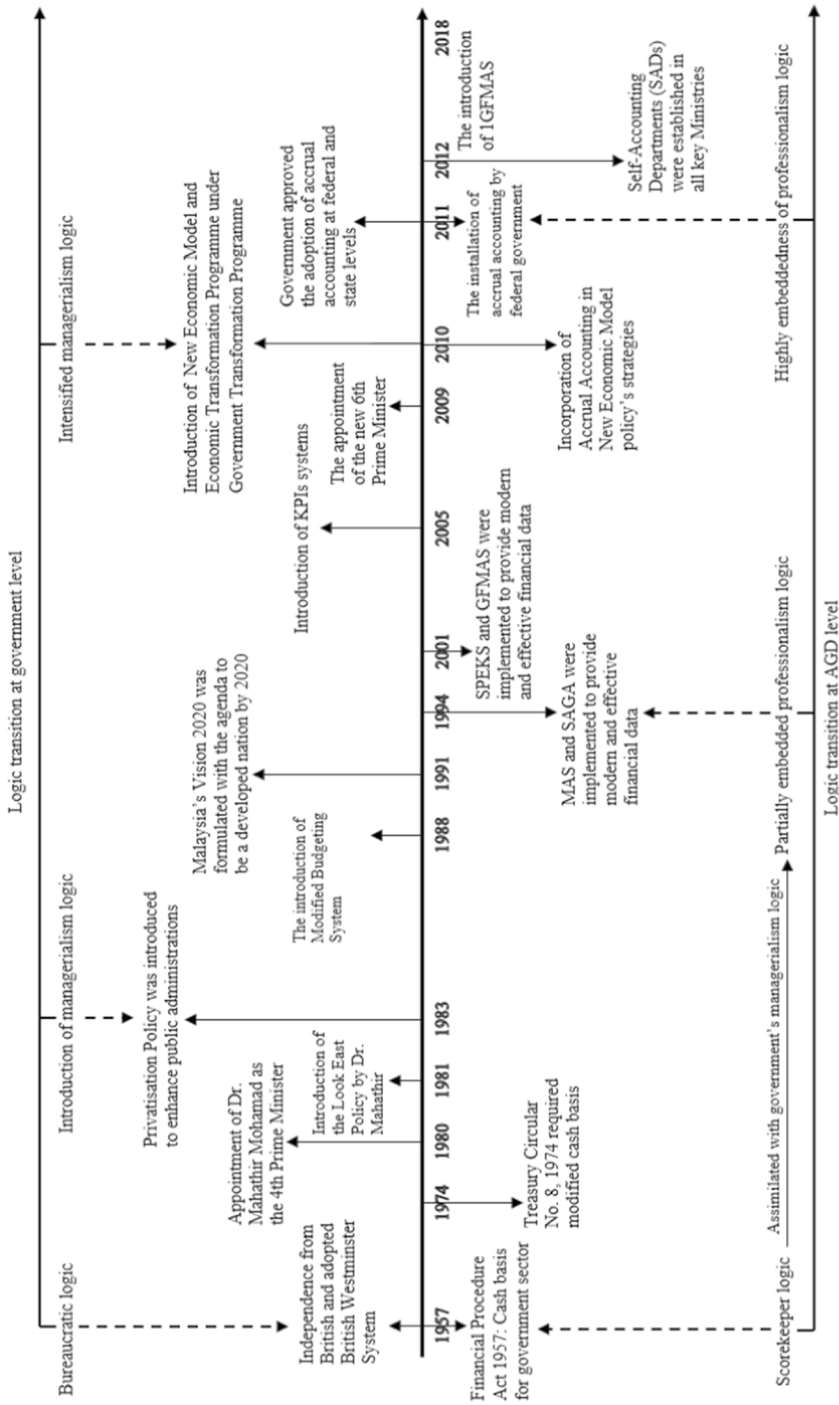 Logic transition at government level
Bureaucratic logic
Introduction of managerialism logic
Intensified managerialism logic
Independence from
British and adopted
British Westminster
System
Appointment of Dr.
Mahathir Mohamad as
the 4th Prime Minister
Introduction of
the Look East
Policy by Dr.
Mahathir
Privatisation Policy was introduced
to enhance public administrations
The introduction of
Modified Budgeting
System
Malaysia's Vision 2020 was
formulated with the agenda to
be a developed nation by 2020
Introduction of KPIs systems
The appointment
of the new 6th
Prime Minister
Introduction of New Economic Model and
Economic Transformation Programme under
Government Transformation Programme
Government approved
the adoption of accrual
accounting at federal and
state levels
1957
1974
1980
1981
1983
1988
1991
1994
2001
2005
2009
2010
2011
2012
2018
Financial Procedure
Act 1957: Cash basis
for government sector
Treasury Circular
No. 8, 1974 required
modified cash basis
MAS and SAGA were
implemented to provide
modern and effective
financial data
SPEKS and GFMAS were
implemented to provide modern
and effective financial data
Incorporation of
Accrual Accounting in
New Economic Model
policy's strategies
The installation of
accrual accounting by
federal government
The introduction
of 1GFMAS
Self-Accounting
Departments (SADs)
were established in
all key Ministries
Scorekeeper logic
Assimilated with government's managerialism logic
Partially embedded professionalism logic
Highly embeddedness of professionalism logic
Logic transition at AGD level